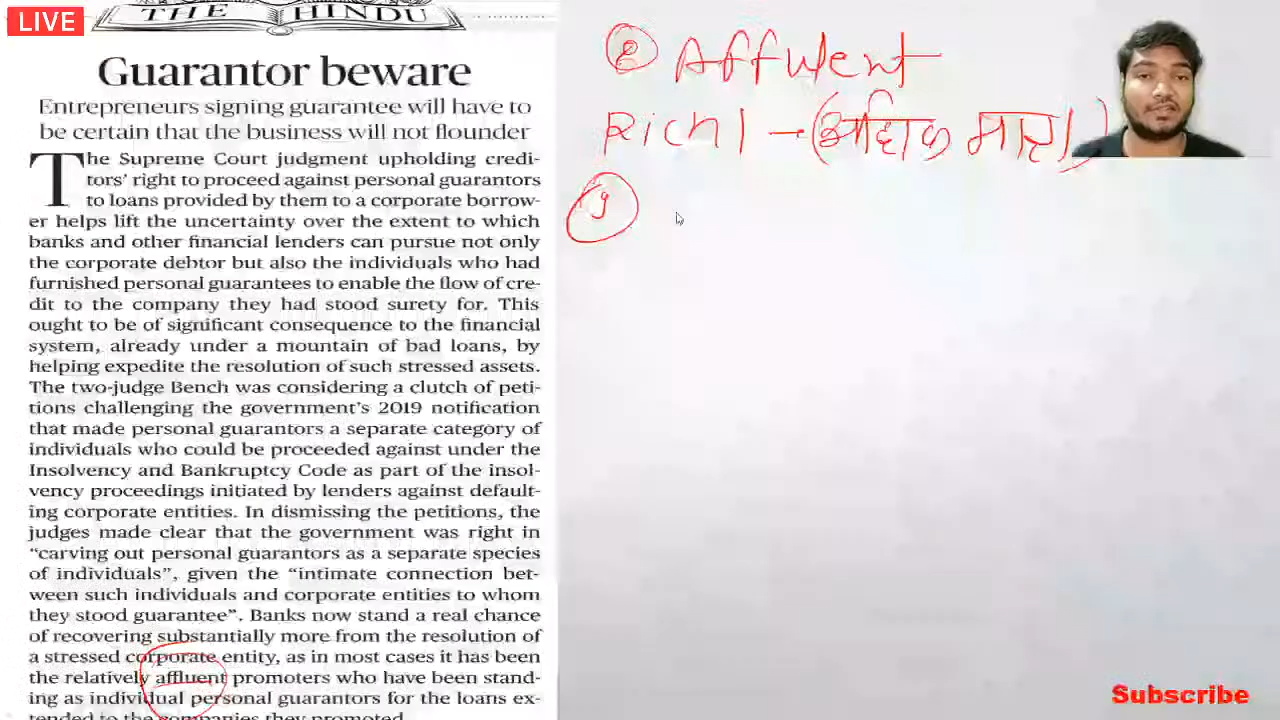 LIVE
THE HINDU
Guarantor beware
Entrepreneurs signing guarantee will have to
be certain that the business will not flounder
The Supreme Court judgment upholding credi-
tors’ right to proceed against personal guarantors
to loans provided by them to a corporate borrow-
er helps lift the uncertainty over the extent to which
banks and other financial lenders can pursue not only
the corporate debtor but also the individuals who had
furnished personal guarantees to enable the flow of cre-
dit to the company they had stood surety for. This
ought to be of significant consequence to the financial
system, already under a mountain of bad loans, by
helping expedite the resolution of such stressed assets.
The two-judge Bench was considering a clutch of peti-
tions challenging the government’s 2019 notification
that made personal guarantors a separate category of
individuals who could be proceeded against under the
Insolvency and Bankruptcy Code as part of the insol-
vency proceedings initiated by lenders against default-
ing corporate entities. In dismissing the petitions, the
judges made clear that the government was right in
“carving out personal guarantors as a separate species
of individuals”, given the “intimate connection bet-
ween such individuals and corporate entities to whom
they stood guarantee”. Banks now stand a real chance
of recovering substantially more from the resolution of
a stressed corporate entity, as in most cases it has been
the relatively affluent promoters who have been stand-
ing as individual personal guarantors for the loans ex-
tended to the companies they promoted.
Affulent
Rich
Subscribe